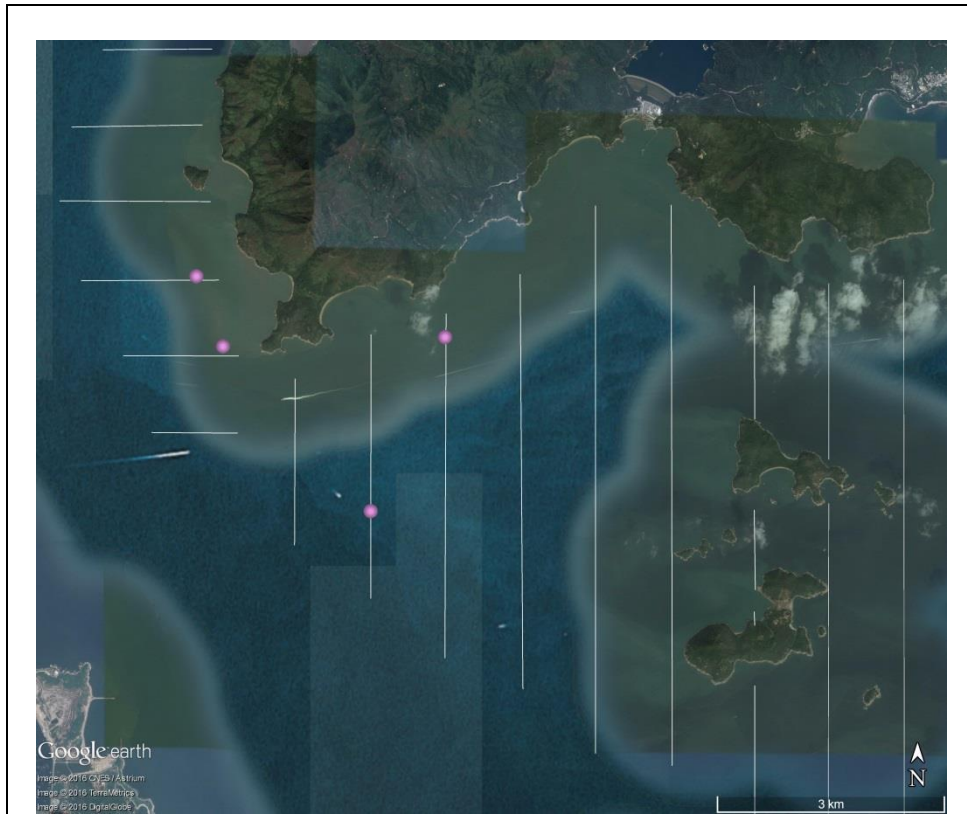 Google earth
Image © 2016 CNES / Astrium
Image © 2016 TerraMetrics
Image © 2016 DigitalGlobe
N
3 km